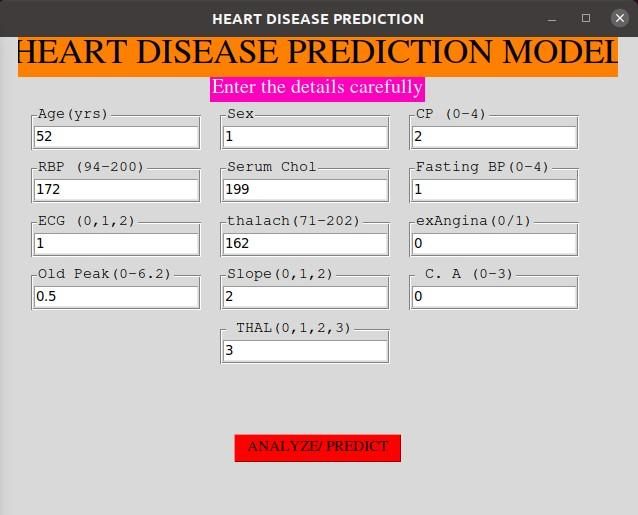 HEART DISEASE PREDICTION
HEART DISEASE PREDICTION MODEL
Enter the details carefully
Age(yrs) Sex CP (0-4)
52 1 2
RBP (94-200) Serum Chol Fasting BP(0-4)
172 199 1
ECG (0,1,2) thalach(71-202) exAngina(0/1)
1 162 0
Old Peak(0-6.2) Slope(0,1,2) C. A (0-3)
0.5 2 0
THAL(0,1,2,3)
3
ANALYZE/ PREDICT